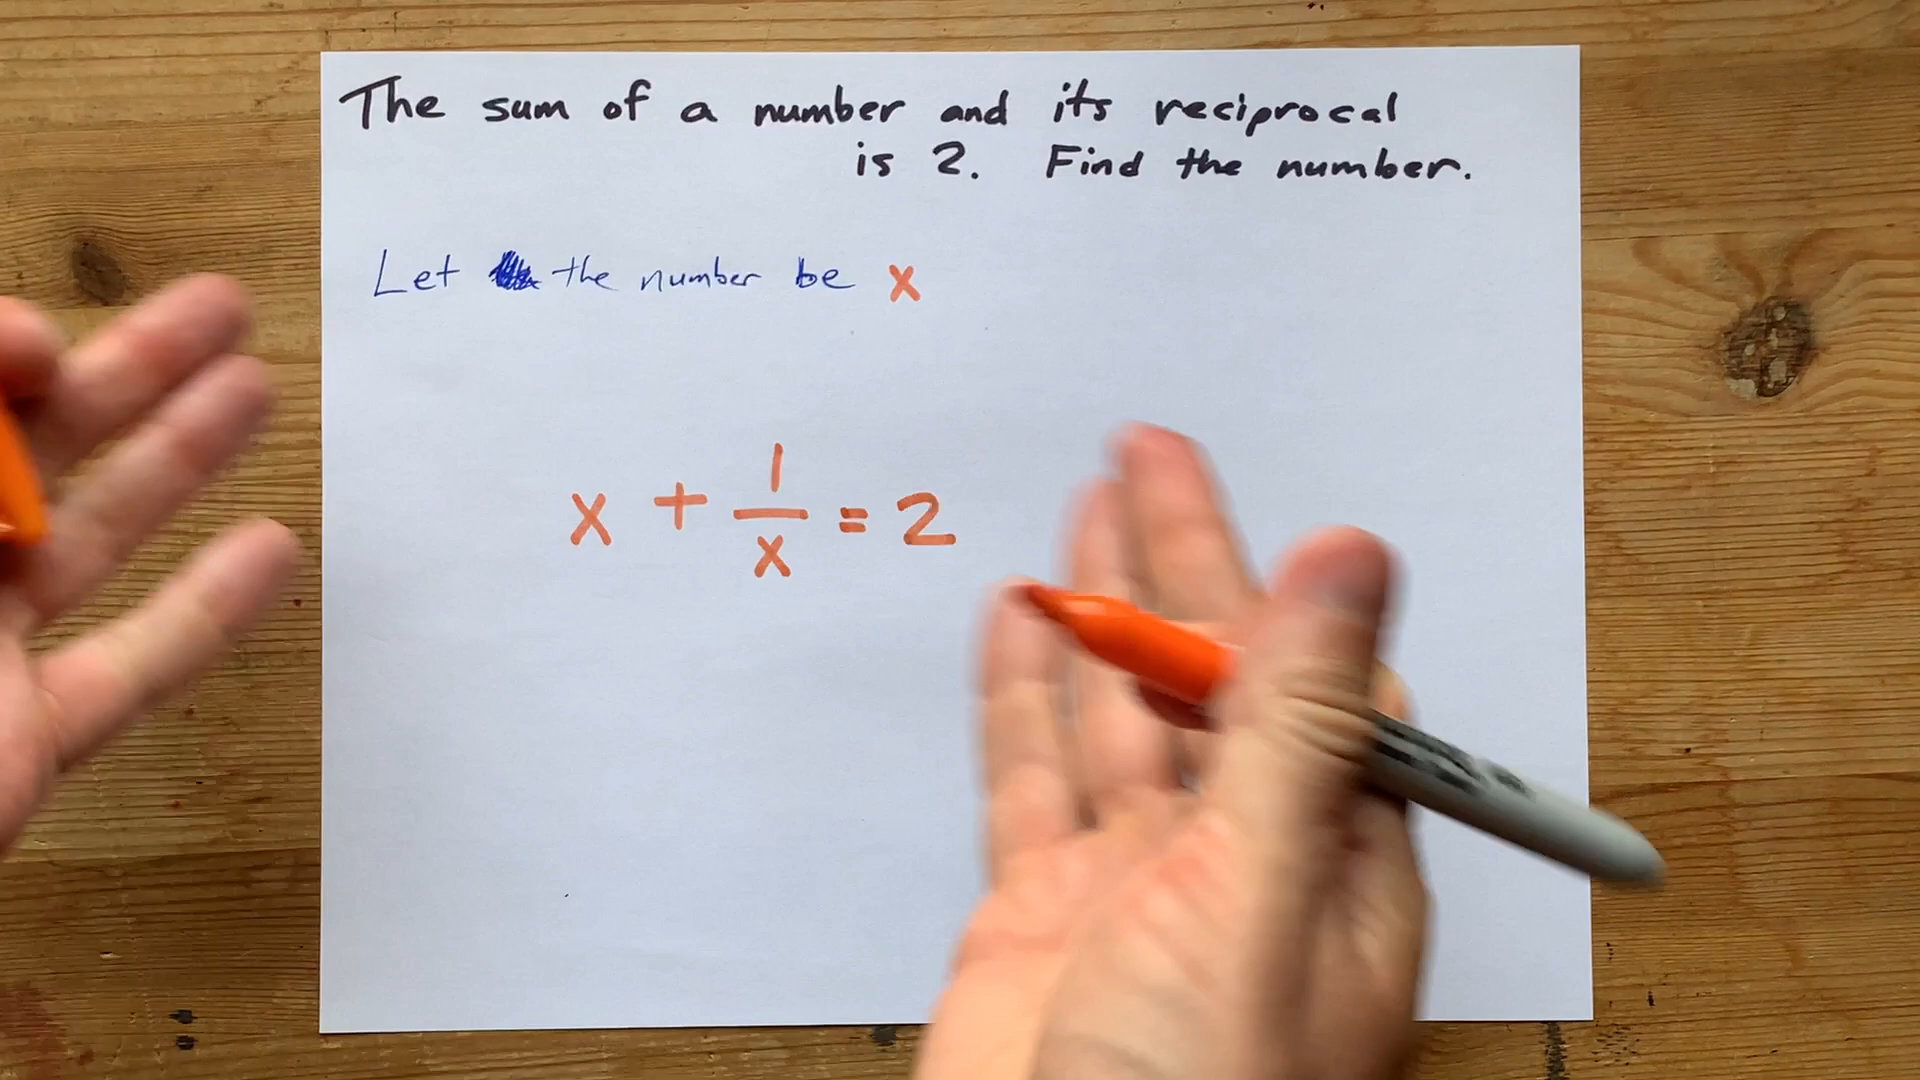 The sum of a number and its reciprocal
is 2. Find the number.
Let the number be x
x + 1/x = 2